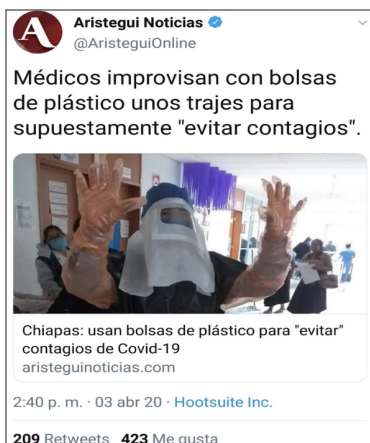 Aristegui Noticias
@AristeguiOnline
Médicos improvisan con bolsas
de plástico unos trajes para
supuestamente "evitar contagios".
Chiapas: usan bolsas de plástico para "evitar"
contagios de Covid-19
aristeguinoticias.com
2:40 p. m. · 03 abr 20 · Hootsuite Inc.
209 Retweets 423 Me gusta